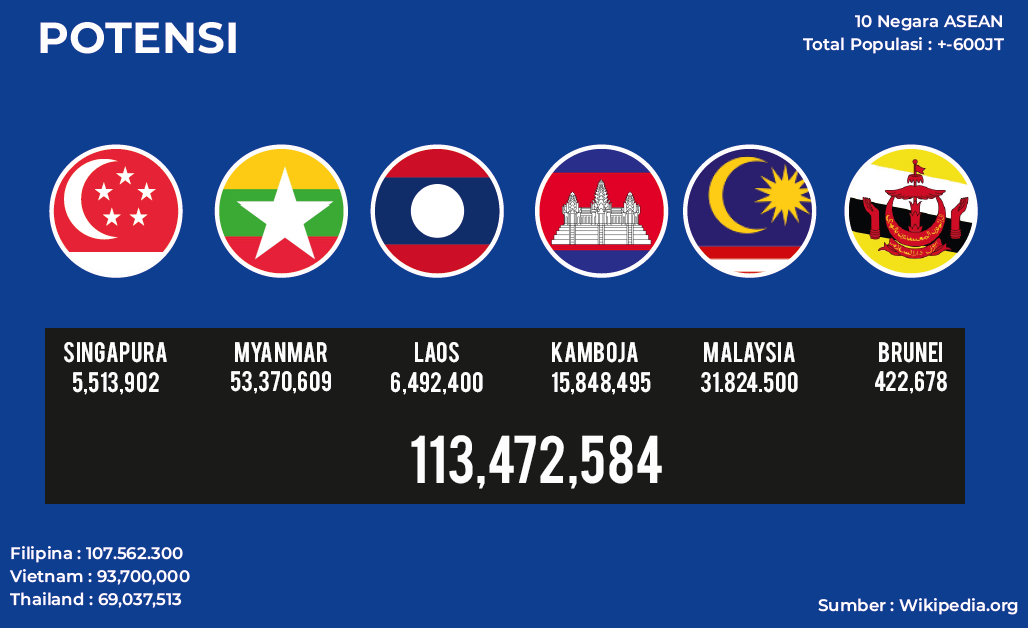 POTENSI
10 Negara ASEAN
Total Populasi : +-600JT
SINGAPURA
5,513,902
MYANMAR
53,370,609
LAOS
6,492,400
KAMBOJA
15,848,495
MALAYSIA
31.824.500
BRUNEI
422,678
113,472,584
Filipina : 107.562.300
Vietnam : 93,700,000
Thailand : 69,037,513
Sumber : Wikipedia.org